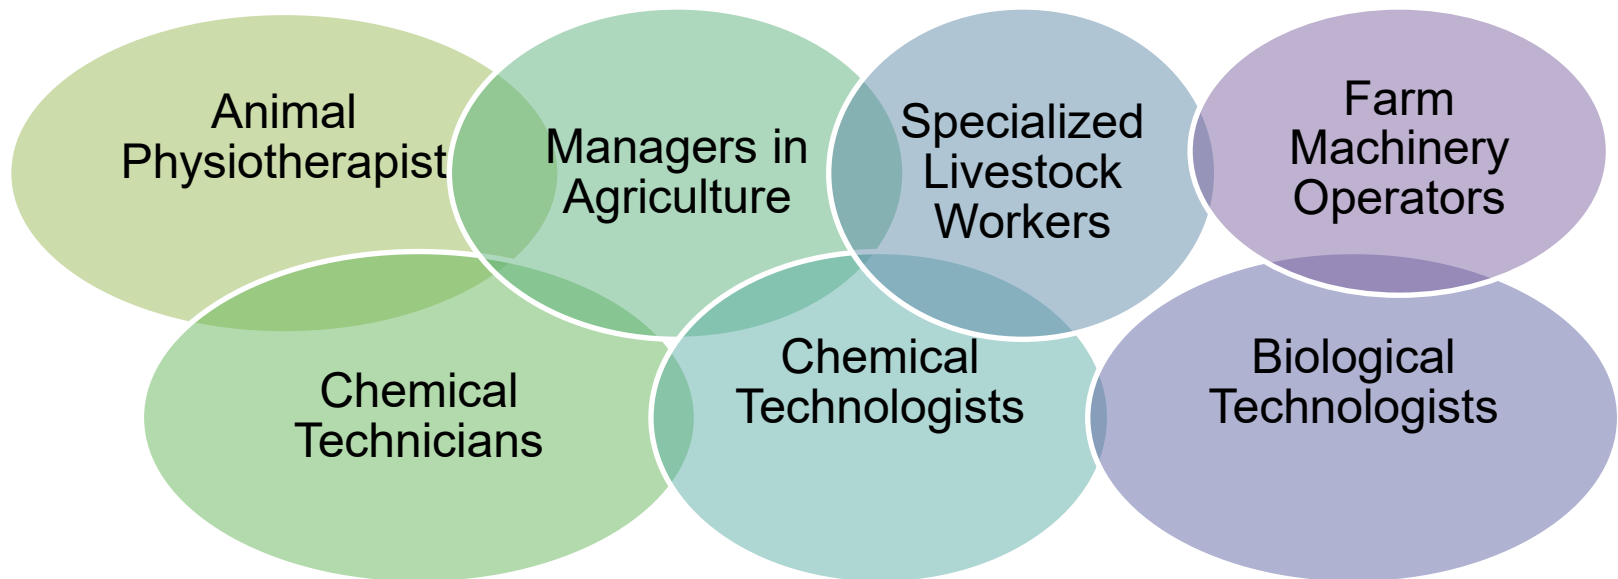 Animal
Physiotherapist
Managers in
Agriculture
Specialized
Livestock
Workers
Farm
Machinery
Operators
Chemical
Technicians
Chemical
Technologists
Biological
Technologists